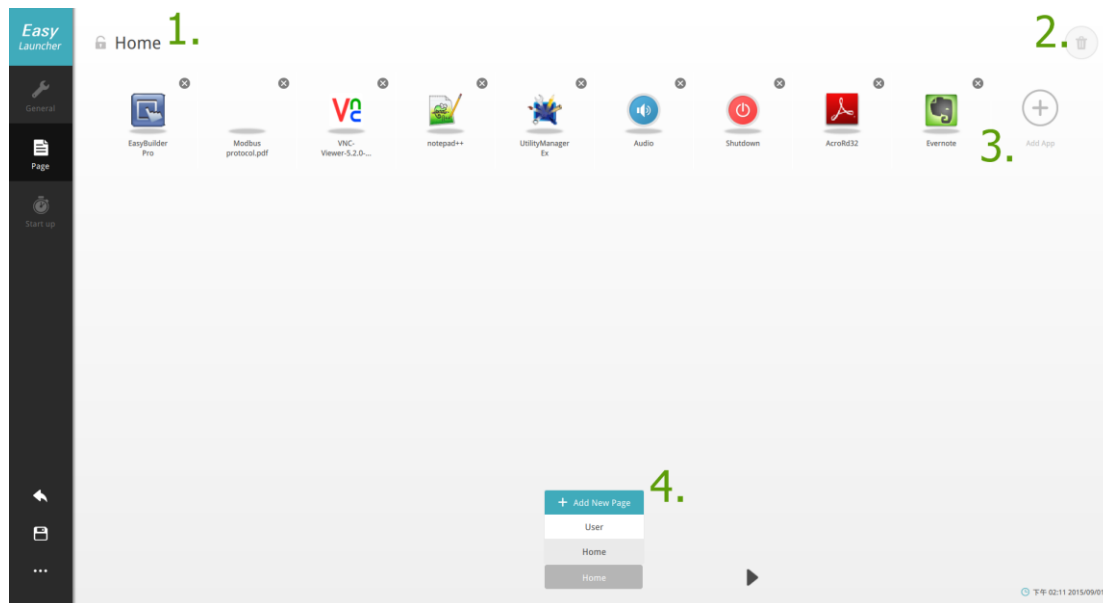 Easy
Launcher
Home
1.
2.
General
Page
Start up
EasyBuilder
Pro
Modbus
protocol.pdf
VNC-
Viewer-5.2.0-...
notepad++
UtilityManager
Ex
Audio
Shutdown
AcroRd32
Evernote
3.
Add App
4.
+ Add New Page
User
Home
Home
下午 02:11 2015/09/01